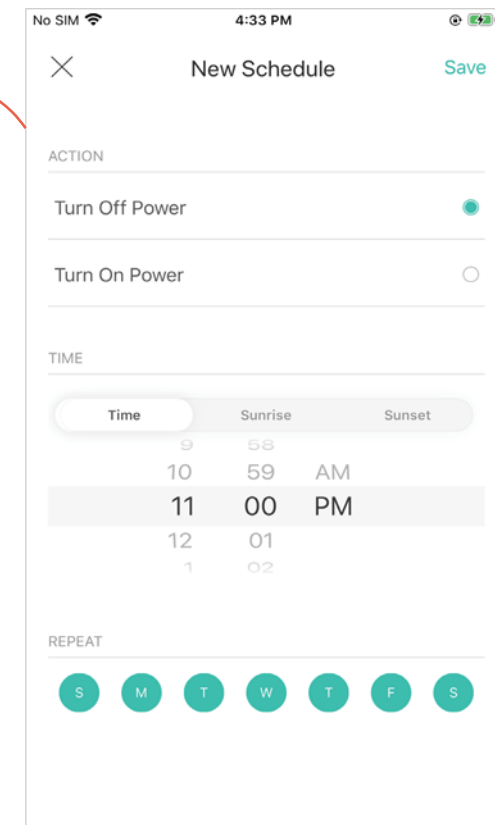 No SIM 4:33 PM
New Schedule Save
ACTION
Turn Off Power
Turn On Power
TIME
Time Sunrise Sunset
9 58
10 59 AM
11 00 PM
12 01
1 02
REPEAT
S M T W T F S